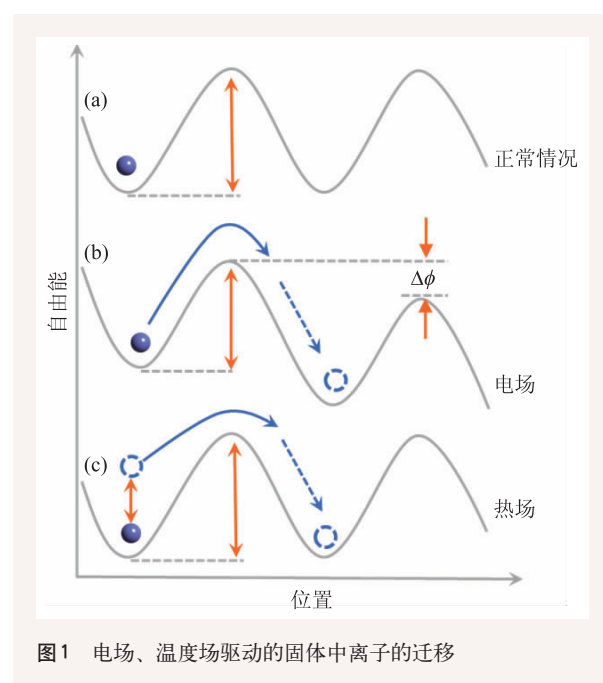 (a)
正常情况
(b)
Δϕ
自由能
电场
(c)
热场
位置
图1 电场、温度场驱动的固体中离子的迁移